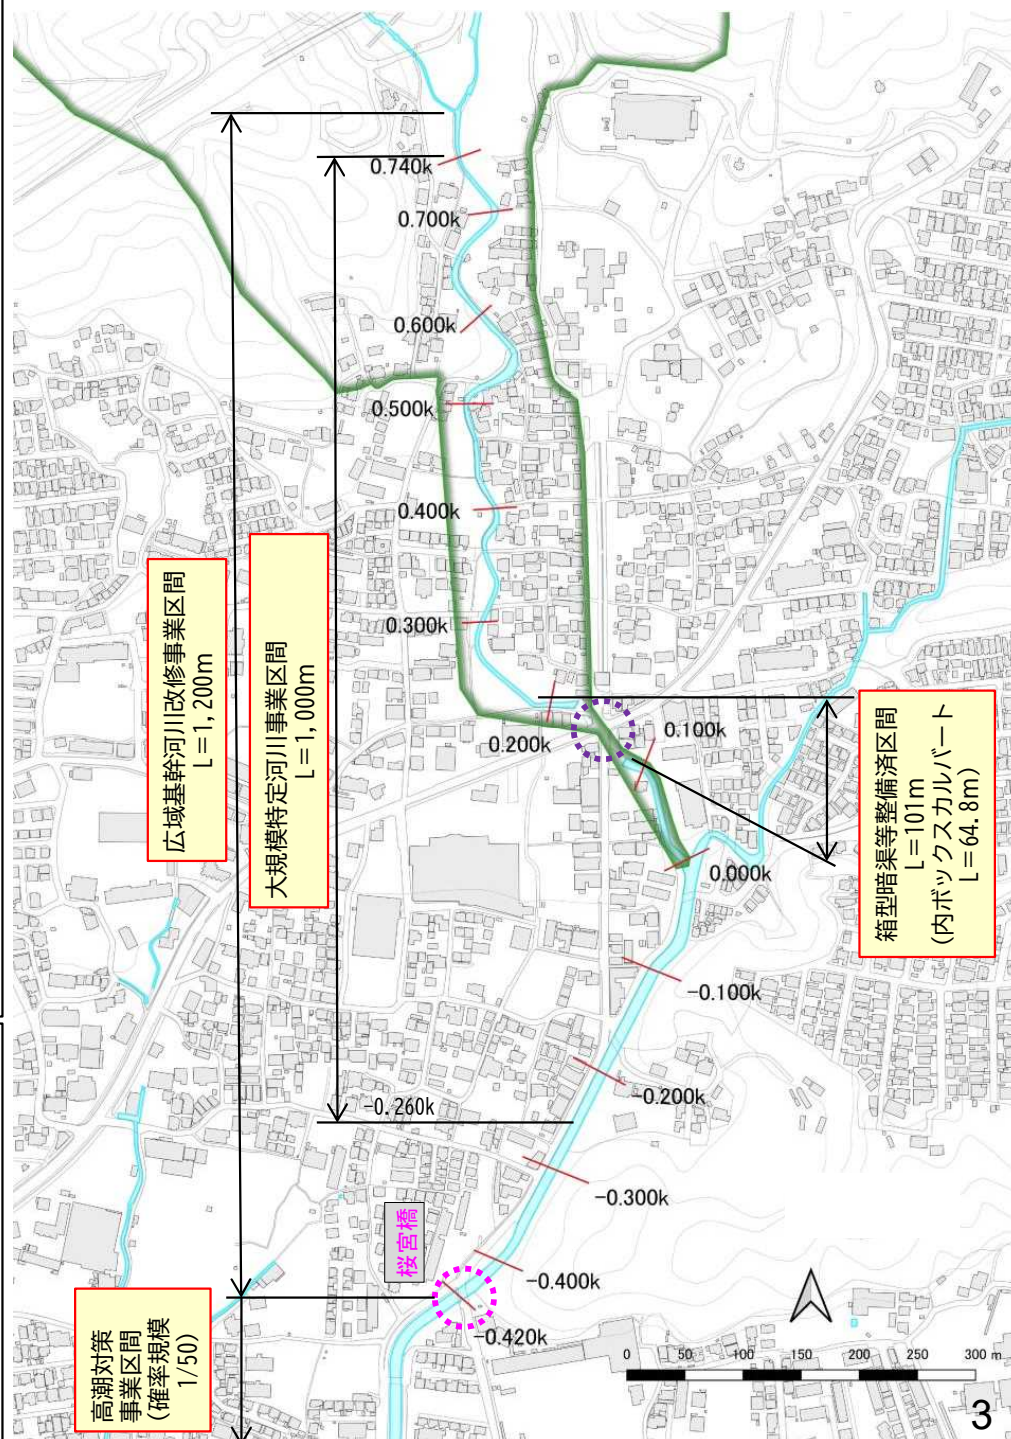 0.740k
0.700k
0.600k
0.500k
0.400k
0.300k
0.200k
0.100k
0.000k
-0.100k
-0.200k
-0.260k
-0.300k
-0.400k
-0.420k
広域基幹河川改修事業区間
L=1,200m
大規模特定河川事業区間
L=1,000m
箱型暗渠等整備済区間
L=101m
(内ボックスカルバート
L=64.8m)
桜宮橋
高潮対策
事業区間
(確率規模
1/50)
0 50 100 150 200 250 300 m
3